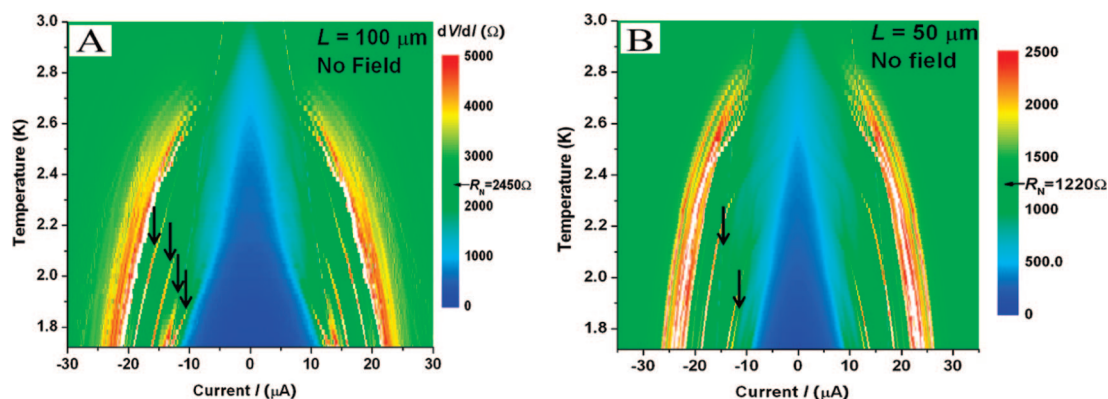 A
L = 100 μm
No Field
dV/dI (Ω)
5000
4000
3000
R_N=2450Ω
2000
1000
0
3.0
2.8
2.6
2.4
2.2
2.0
1.8
Temperature (K)
-30 -20 -10 0 10 20 30
Current I (μA)
B
L = 50 μm
No field
2500
2000
1500
R_N=1220Ω
1000
500.0
0
3.0
2.8
2.6
2.4
2.2
2.0
1.8
Temperature (K)
-30 -20 -10 0 10 20 30
Current I (μA)